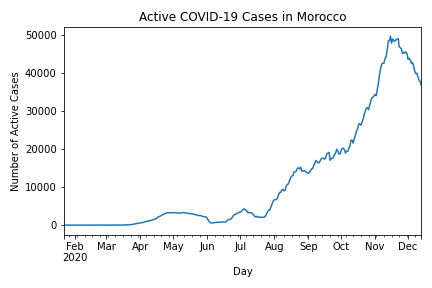 Active COVID-19 Cases in Morocco
Number of Active Cases
50000
40000
30000
20000
10000
0
Feb Mar Apr May Jun Jul Aug Sep Oct Nov Dec
2020
Day